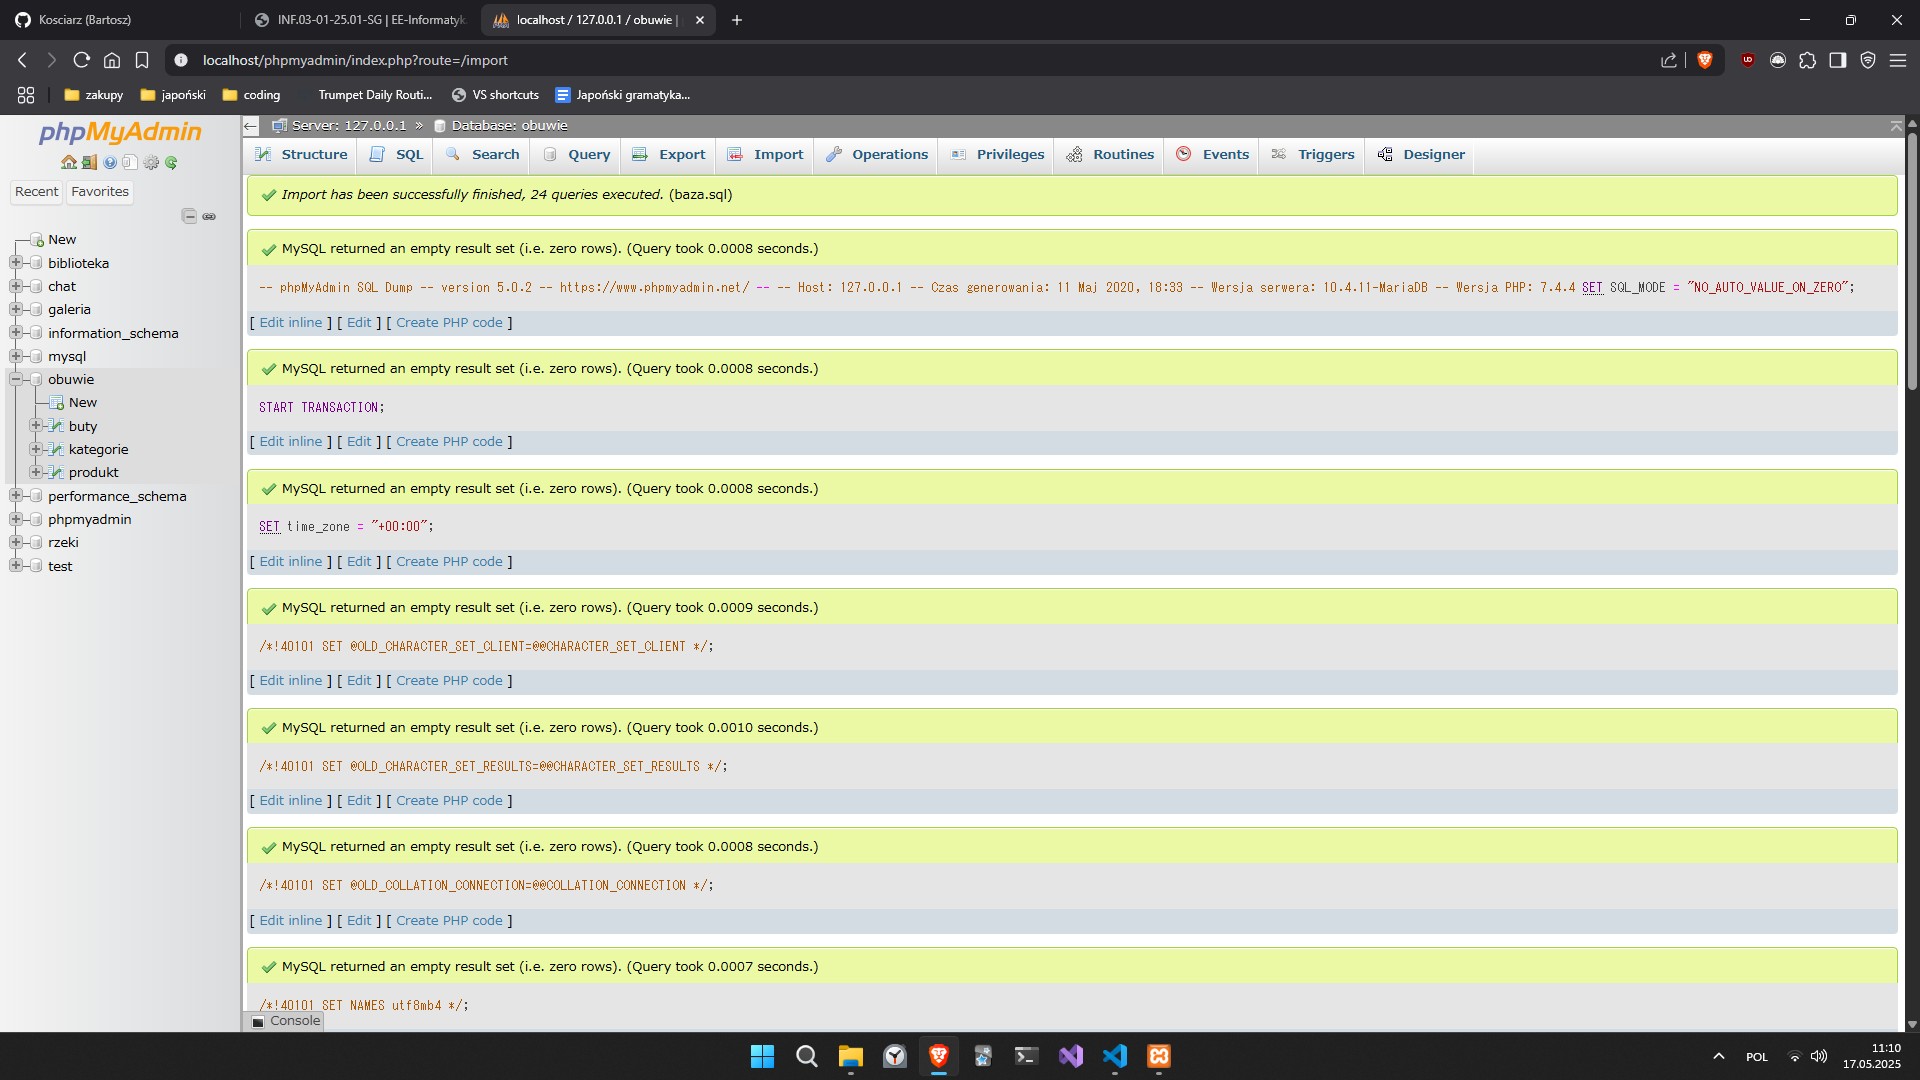 Kosciarz (Bartosz)
INF.03-01-25.01-SG | EE-Informatyk
localhost / 127.0.0.1 / obuwie |
localhost/phpmyadmin/index.php?route=/import
zakupy
japoński
coding
Trumpet Daily Routi...
VS shortcuts
Japoński gramatyka...
phpMyAdmin
Recent
Favorites
New
biblioteka
chat
galeria
information_schema
mysql
obuwie
New
buty
kategorie
produkt
performance_schema
phpmyadmin
rzeki
test
Server: 127.0.0.1 » Database: obuwie
Structure
SQL
Search
Query
Export
Import
Operations
Privileges
Routines
Events
Triggers
Designer
Import has been successfully finished, 24 queries executed. (baza.sql)
MySQL returned an empty result set (i.e. zero rows). (Query took 0.0008 seconds.)
-- phpMyAdmin SQL Dump -- version 5.0.2 -- https://www.phpmyadmin.net/ -- -- Host: 127.0.0.1 -- Czas generowania: 11 Maj 2020, 18:33 -- Wersja serwera: 10.4.11-MariaDB -- Wersja PHP: 7.4.4 SET SQL_MODE = "NO_AUTO_VALUE_ON_ZERO";
[ Edit inline ] [ Edit ] [ Create PHP code ]
MySQL returned an empty result set (i.e. zero rows). (Query took 0.0008 seconds.)
START TRANSACTION;
[ Edit inline ] [ Edit ] [ Create PHP code ]
MySQL returned an empty result set (i.e. zero rows). (Query took 0.0008 seconds.)
SET time_zone = "+00:00";
[ Edit inline ] [ Edit ] [ Create PHP code ]
MySQL returned an empty result set (i.e. zero rows). (Query took 0.0009 seconds.)
/*!40101 SET @OLD_CHARACTER_SET_CLIENT=@@CHARACTER_SET_CLIENT */;
[ Edit inline ] [ Edit ] [ Create PHP code ]
MySQL returned an empty result set (i.e. zero rows). (Query took 0.0010 seconds.)
/*!40101 SET @OLD_CHARACTER_SET_RESULTS=@@CHARACTER_SET_RESULTS */;
[ Edit inline ] [ Edit ] [ Create PHP code ]
MySQL returned an empty result set (i.e. zero rows). (Query took 0.0008 seconds.)
/*!40101 SET @OLD_COLLATION_CONNECTION=@@COLLATION_CONNECTION */;
[ Edit inline ] [ Edit ] [ Create PHP code ]
MySQL returned an empty result set (i.e. zero rows). (Query took 0.0007 seconds.)
/*!40101 SET NAMES utf8mb4 */;
Console
POL
11:10
17.05.2025